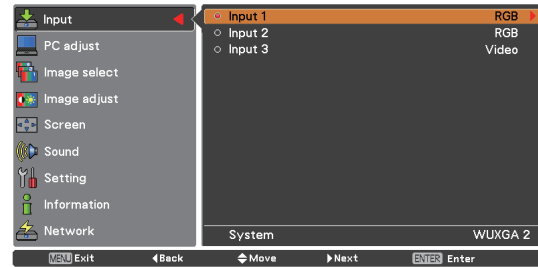 Input
PC adjust
Image select
Image adjust
Screen
Sound
Setting
Information
Network
Input 1 RGB
Input 2 RGB
Input 3 Video
System WUXGA 2
MENU Exit Back Move Next ENTER Enter